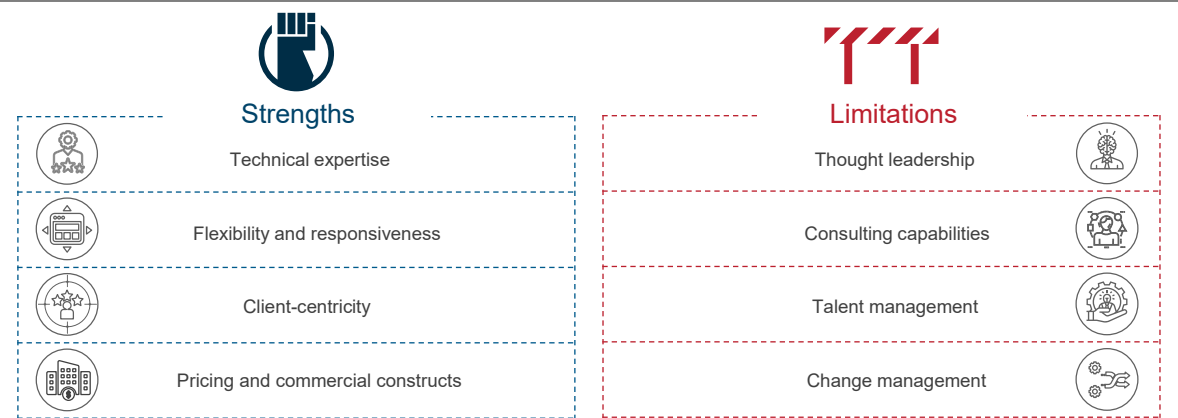 Strengths
Technical expertise
Flexibility and responsiveness
Client-centricity
Pricing and commercial constructs
Limitations
Thought leadership
Consulting capabilities
Talent management
Change management